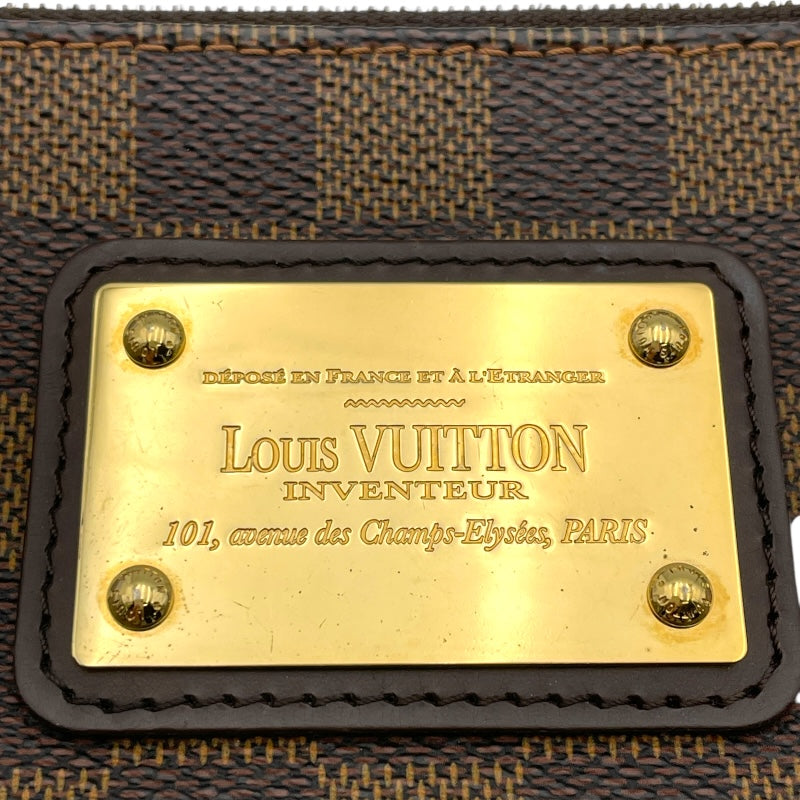 DÉPOSÉ EN FRANCE ET À L'ETRANGER
LOUIS VUITTON
INVENTEUR
101, avenue des Champs-Elysées, PARIS